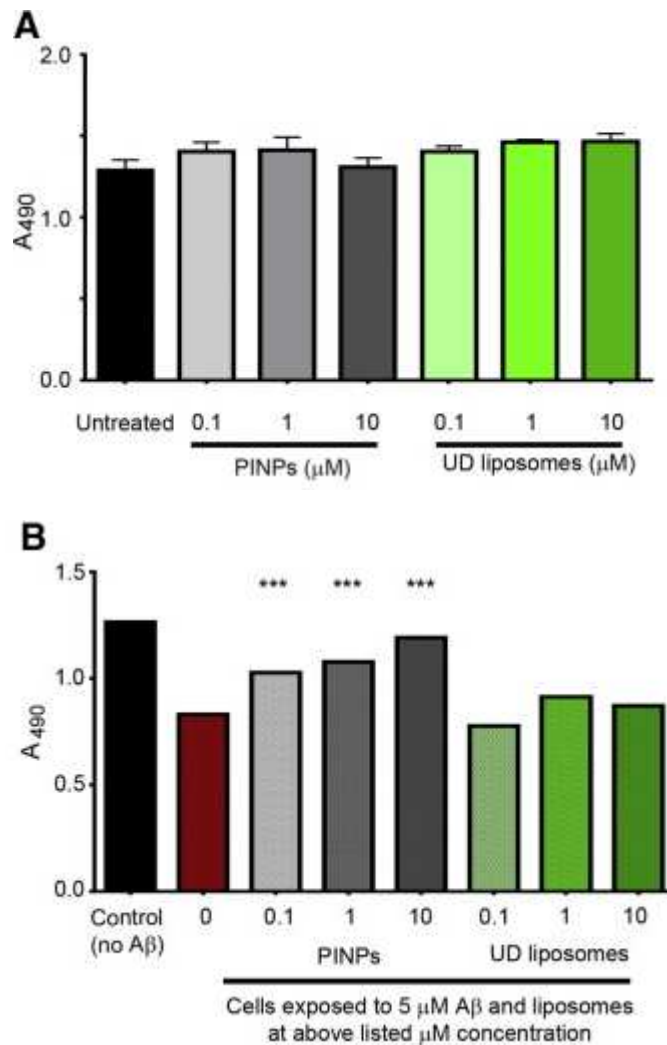 A
2.0
1.0
0.0
A490
Untreated 0.1 1 10 0.1 1 10
PINPs (μM) UD liposomes (μM)
B
1.5
*** *** ***
1.0
0.5
0.0
A490
Control
(no Aβ)
0 0.1 1 10 0.1 1 10
PINPs UD liposomes
Cells exposed to 5 μM Aβ and liposomes
at above listed μM concentration